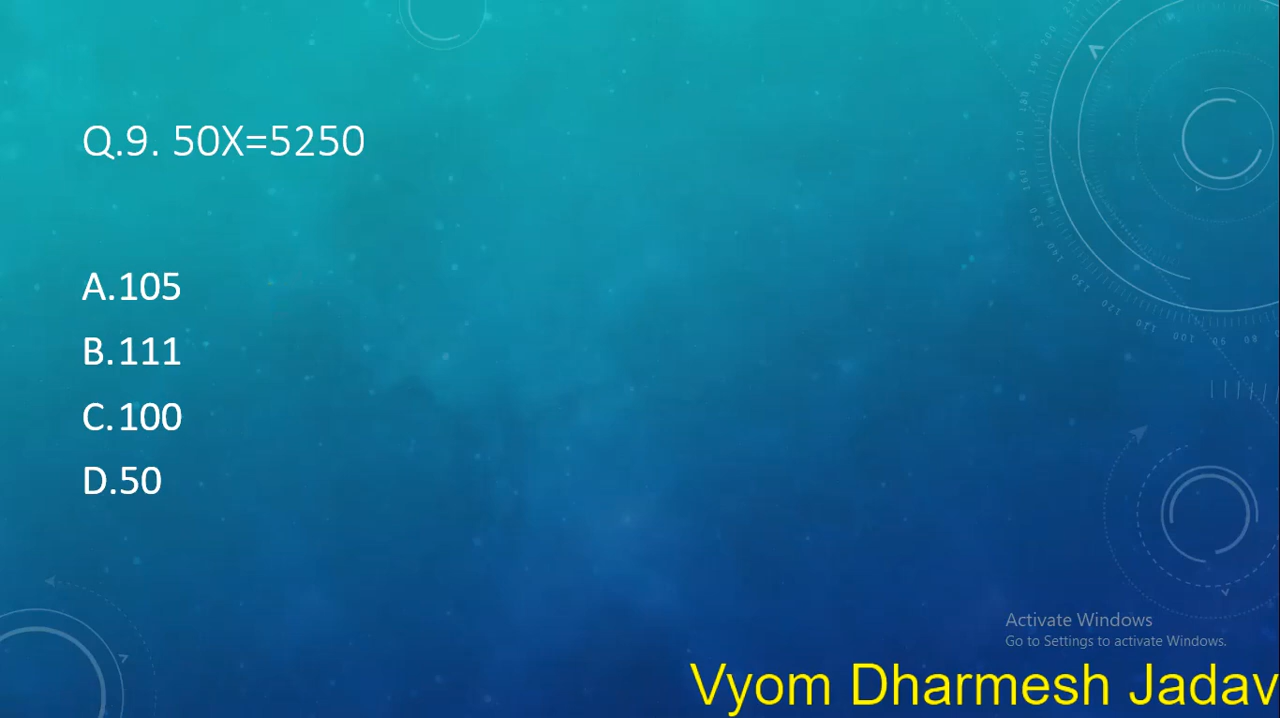 Q.9. 50X=5250
A.105
B.111
C.100
D.50
Activate Windows
Go to Settings to activate Windows.
Vyom Dharmesh Jadav